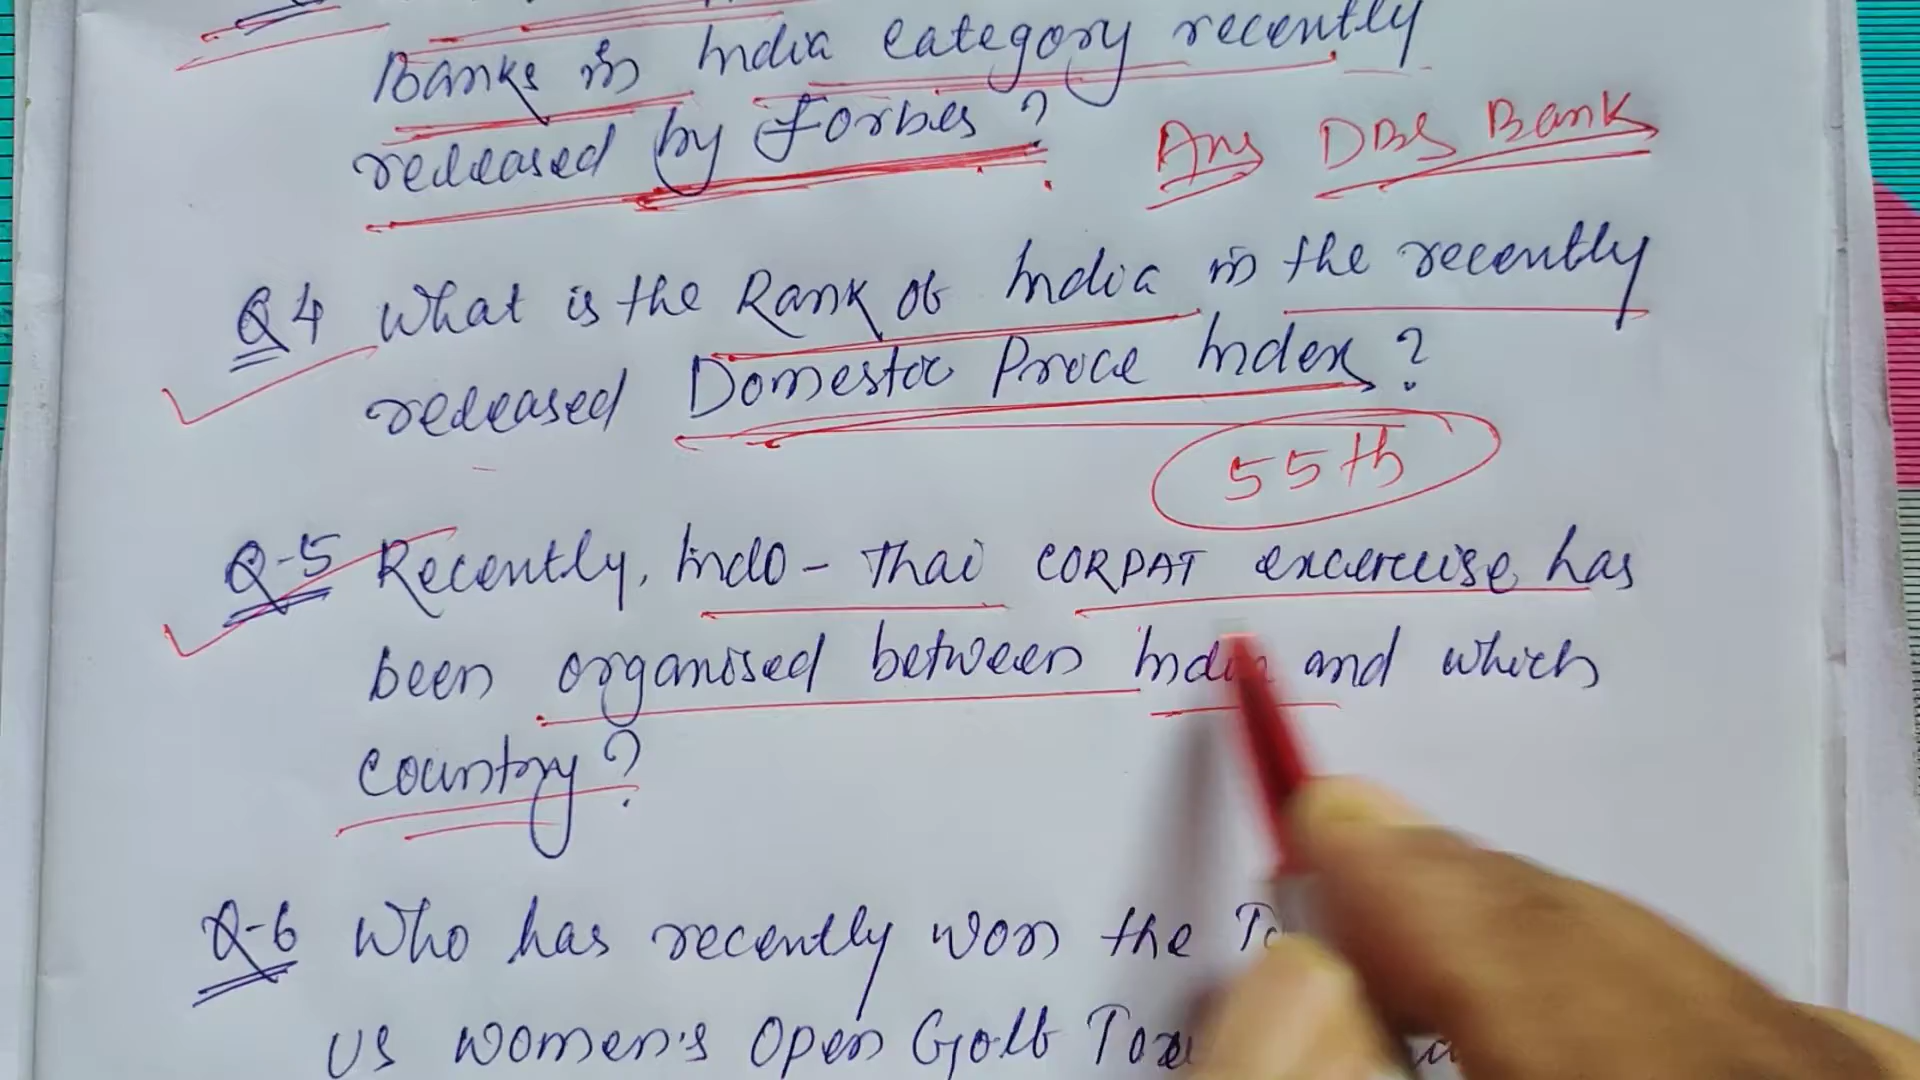 Banks in India category recently
released by Forbes?
Ans DBS Bank
Q4 What is the Rank of India in the recently
released Domestic Price Index?
55th
Q-5 Recently, Indo - Thai CORPAT excercise has
been organised between India and which
country?
Q-6 Who has recently won the
US Women's Open Golf